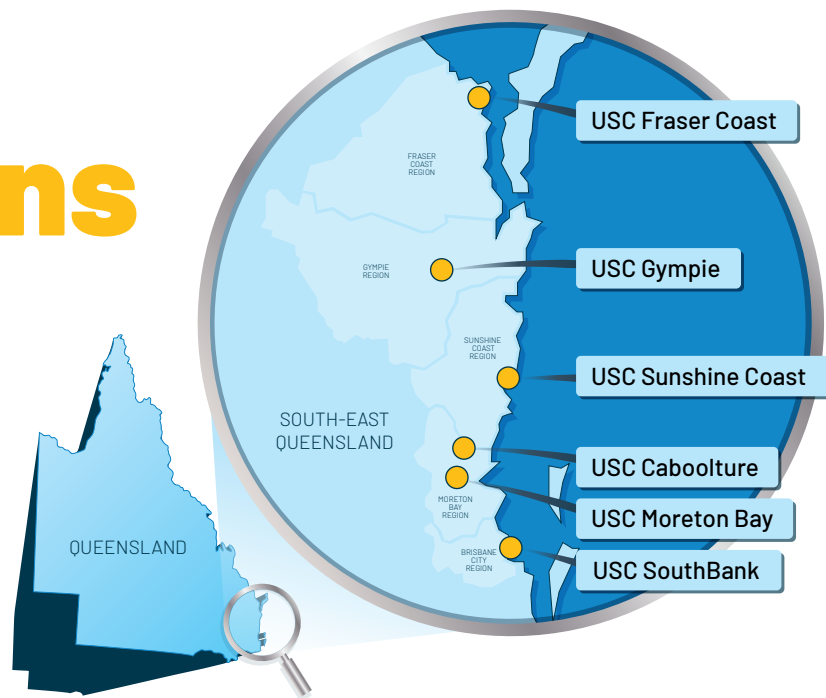 ns
USC Fraser Coast
FRASER
COAST
REGION
USC Gympie
GYMPIE
REGION
SUNSHINE
COAST
REGION
USC Sunshine Coast
SOUTH-EAST
QUEENSLAND
USC Caboolture
MORETON
BAY
REGION
USC Moreton Bay
QUEENSLAND
BRISBANE
CITY
REGION
USC SouthBank